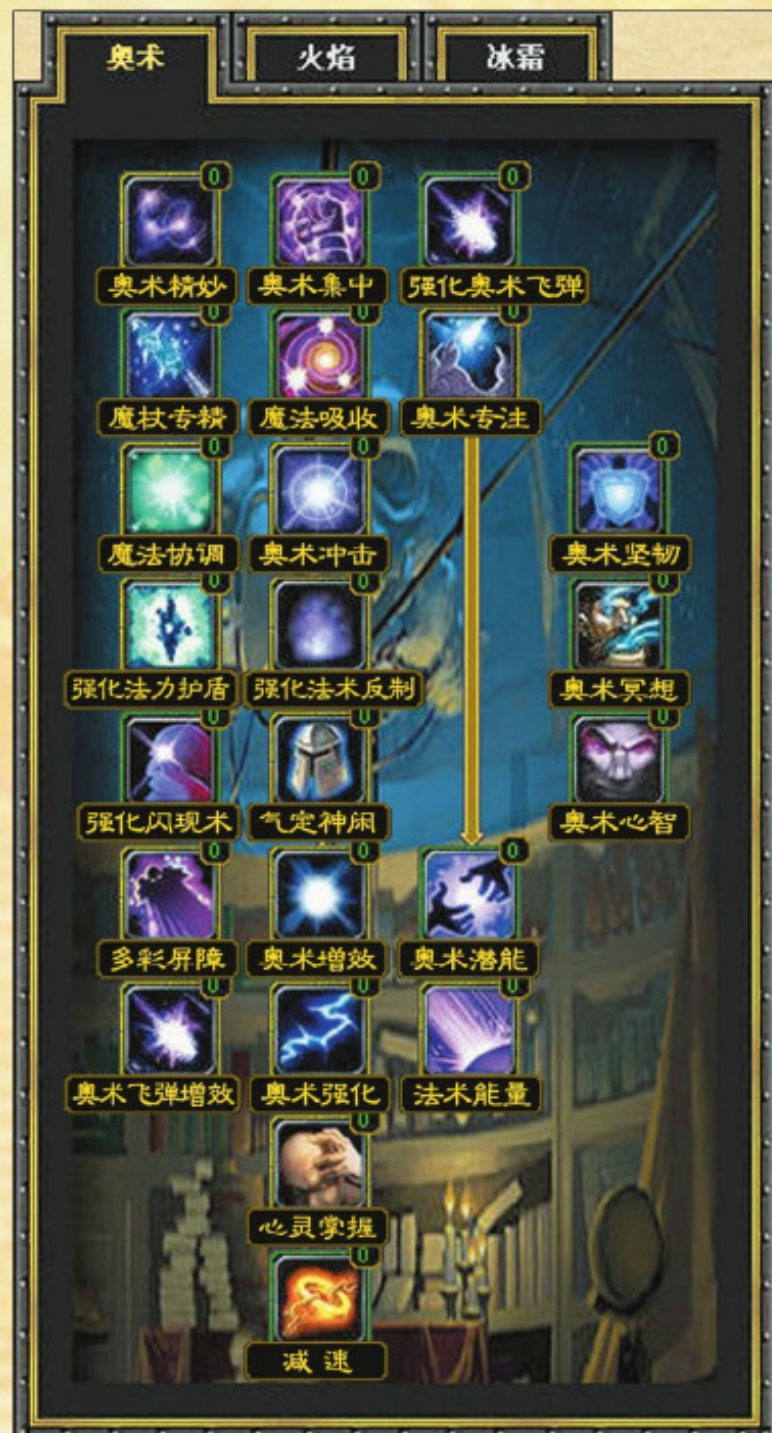 奥术 火焰 冰霜
0 0 0
奥术精妙 奥术集中 强化奥术飞弹
0 0 0
魔杖专精 魔法吸收 奥术专注
0 0 0
魔法协调 奥术冲击 奥术坚韧
0 0 0
强化法力护盾 强化法术反制 奥术冥想
0 0 0
强化闪现术 气定神闲 奥术心智
0 0 0
多彩屏障 奥术增效 奥术潜能
0 0 0
奥术飞弹增效 奥术强化 法术能量
0
心灵掌握
0
减速